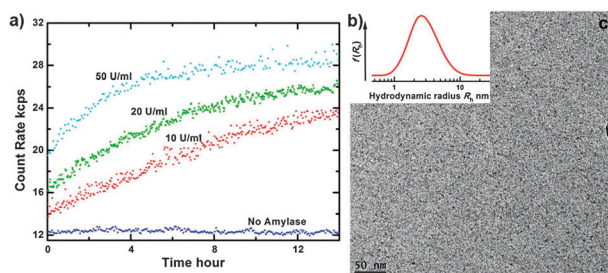 a)
Count Rate kcps
32
28
24
20
16
12
50 U/ml
20 U/ml
10 U/ml
No Amylase
0
4
8
12
Time hour
b)
f(Rh)
1
10
Hydrodynamic radius Rh nm
c
50 nm